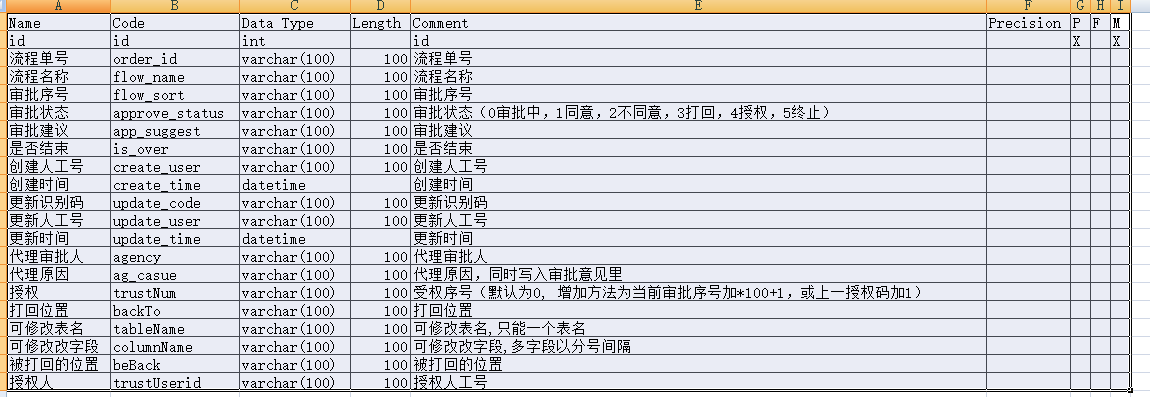 A B C D E F G H I
Name Code Data Type Length Comment Precision P F M
id id int id X X
流程单号 order_id varchar(100) 100 流程单号
流程名称 flow_name varchar(100) 100 流程名称
审批序号 flow_sort varchar(100) 100 审批序号
审批状态 approve_status varchar(100) 100 审批状态（0审批中，1同意，2不同意，3打回，4授权，5终止）
审批建议 app_suggest varchar(100) 100 审批建议
是否结束 is_over varchar(100) 100 是否结束
创建人工号 create_user varchar(100) 100 创建人工号
创建时间 create_time datetime 创建时间
更新识别码 update_code varchar(100) 100 更新识别码
更新人工号 update_user varchar(100) 100 更新人工号
更新时间 update_time datetime 更新时间
代理审批人 agency varchar(100) 100 代理审批人
代理原因 ag_casue varchar(100) 100 代理原因，同时写入审批意见里
授权 trustNum varchar(100) 100 受权序号（默认为0, 增加方法为当前审批序号加*100+1，或上一授权码加1）
打回位置 backTo varchar(100) 100 打回位置
可修改表名 tableName varchar(100) 100 可修改表名,只能一个表名
可修改改字段 columnName varchar(100) 100 可修改改字段,多字段以分号间隔
被打回的位置 beBack varchar(100) 100 被打回的位置
授权人 trustUserid varchar(100) 100 授权人工号